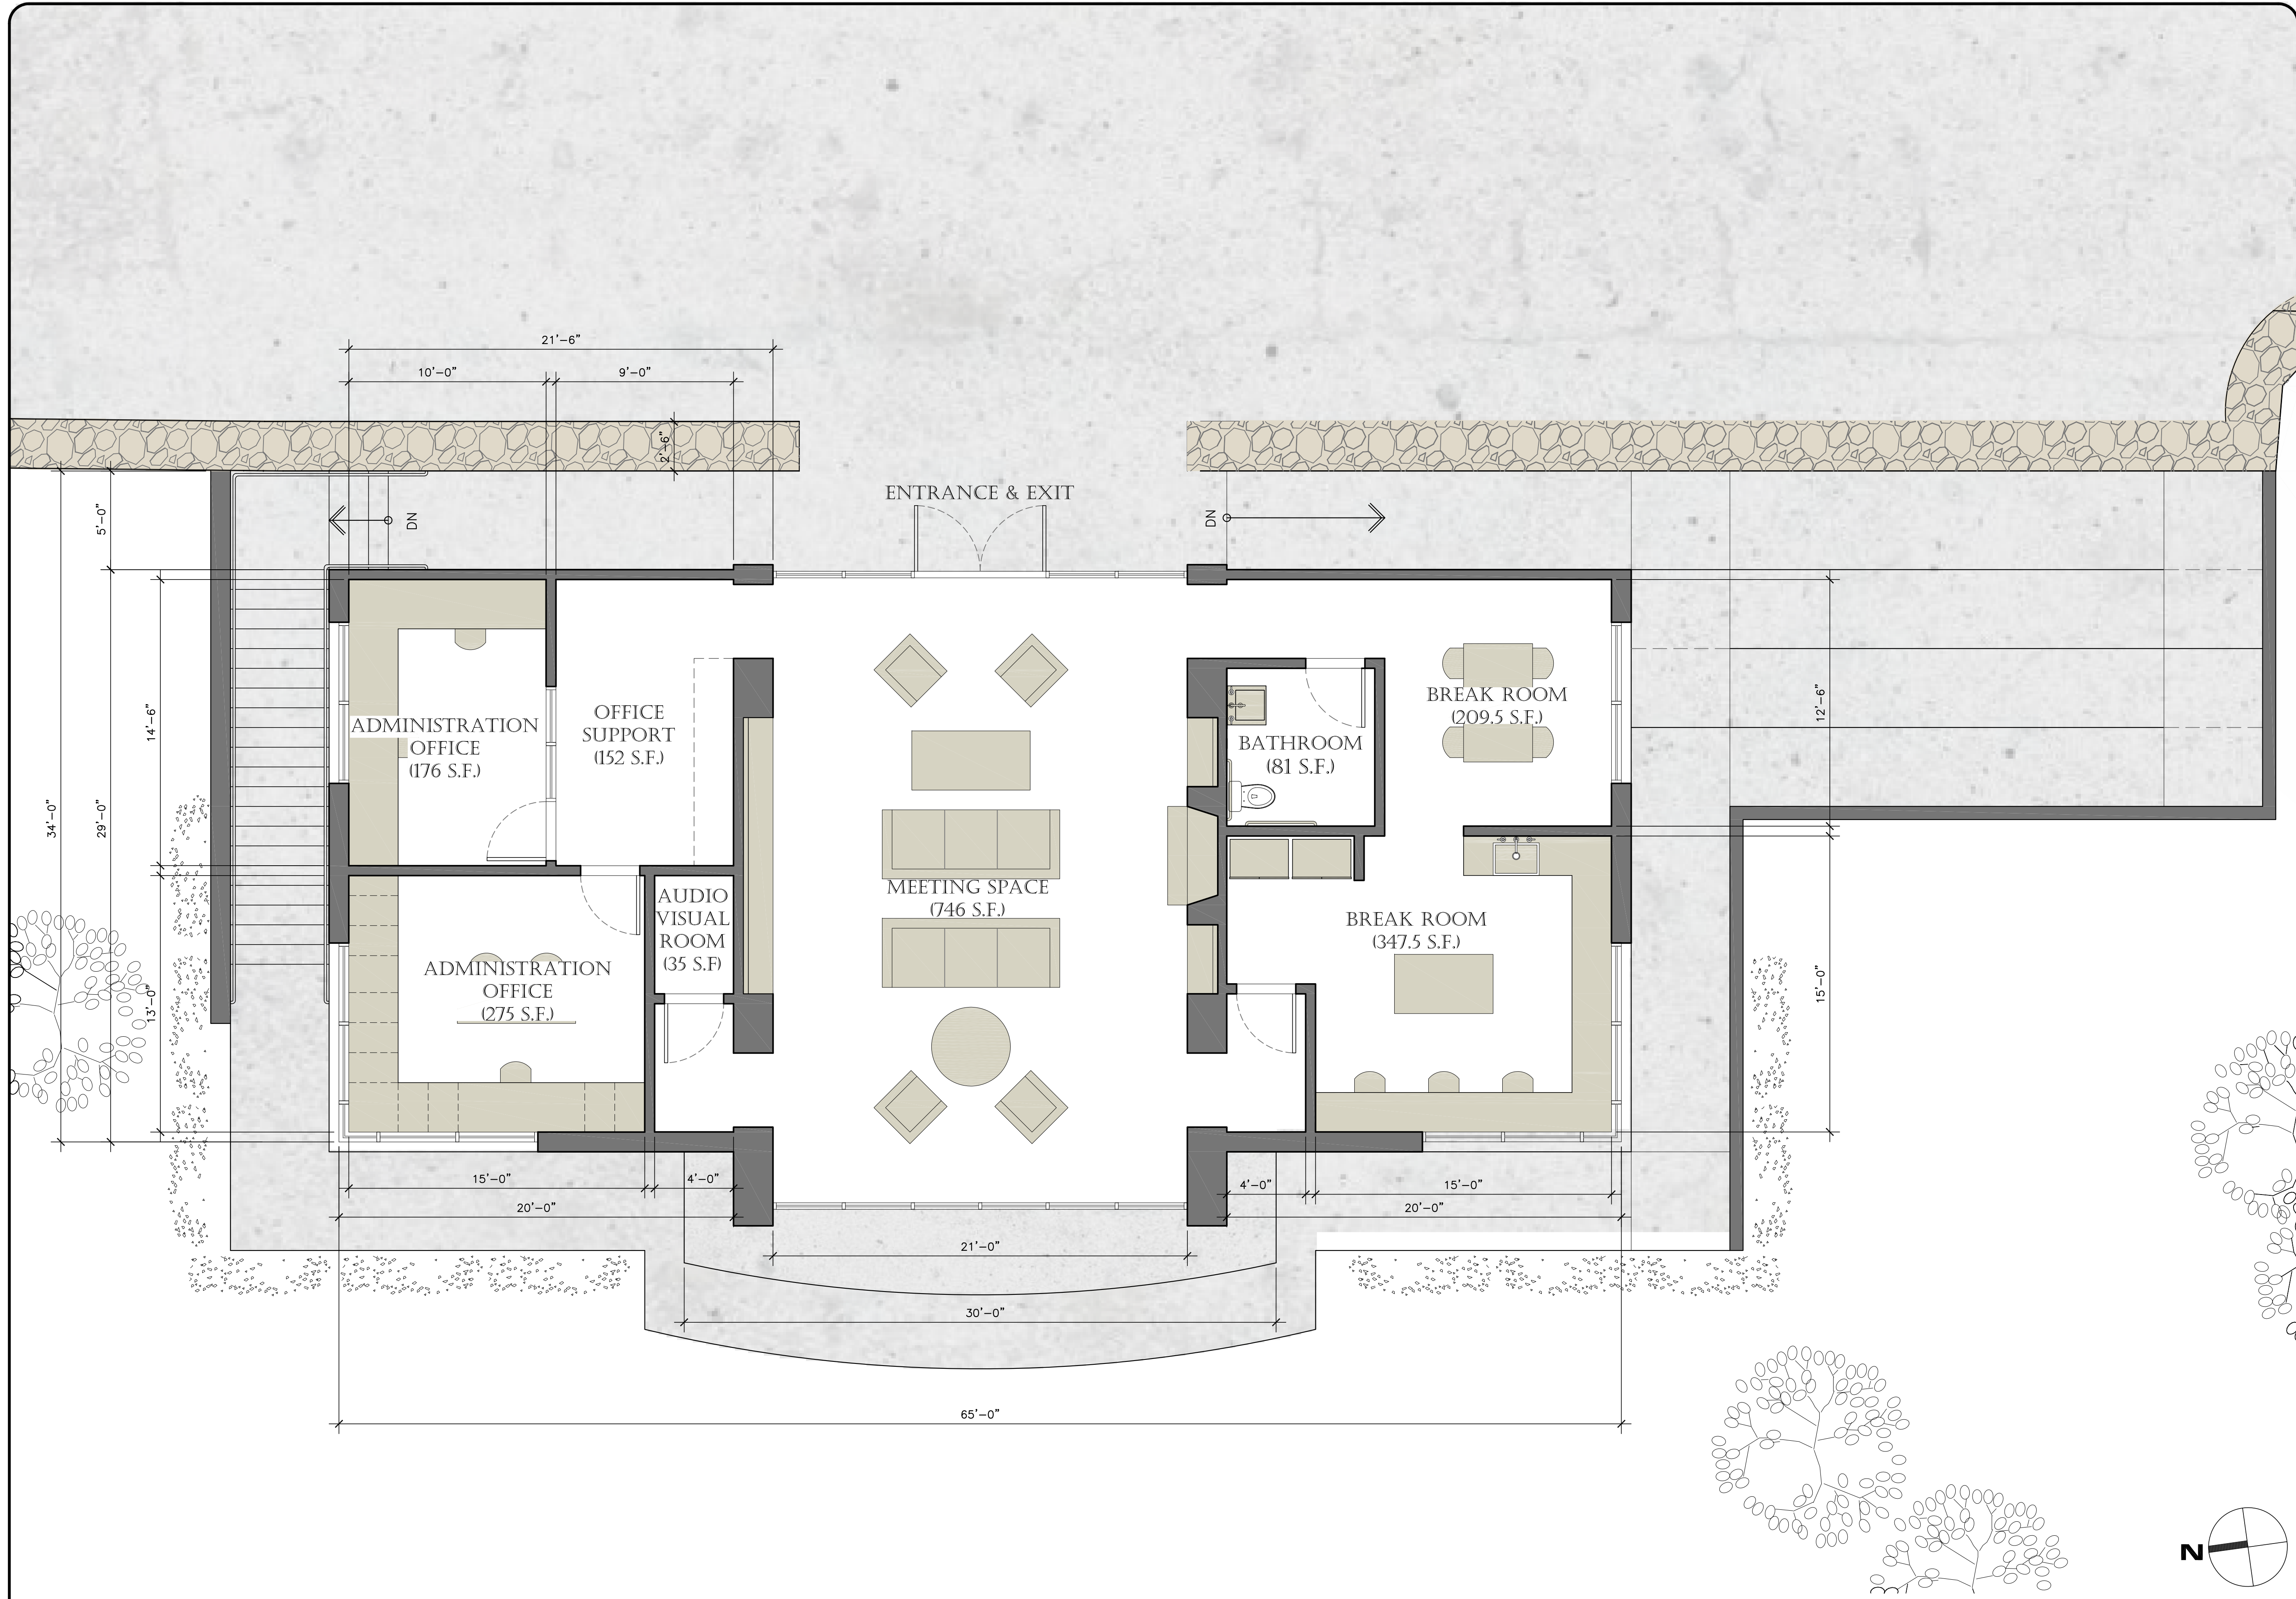 21'-6"
10'-0"
9'-0"
2'-6"
ENTRANCE & EXIT
DN
DN
5'-0"
34'-0"
29'-0"
14'-6"
13'-0"
12'-6"
15'-0"
ADMINISTRATION
OFFICE
(176 S.F.)
OFFICE
SUPPORT
(152 S.F.)
BATHROOM
(81 S.F.)
BREAK ROOM
(209.5 S.F.)
MEETING SPACE
(746 S.F.)
AUDIO
VISUAL
ROOM
(35 S.F)
ADMINISTRATION
OFFICE
(275 S.F.)
BREAK ROOM
(347.5 S.F.)
15'-0"
4'-0"
20'-0"
4'-0"
15'-0"
20'-0"
21'-0"
30'-0"
65'-0"
N